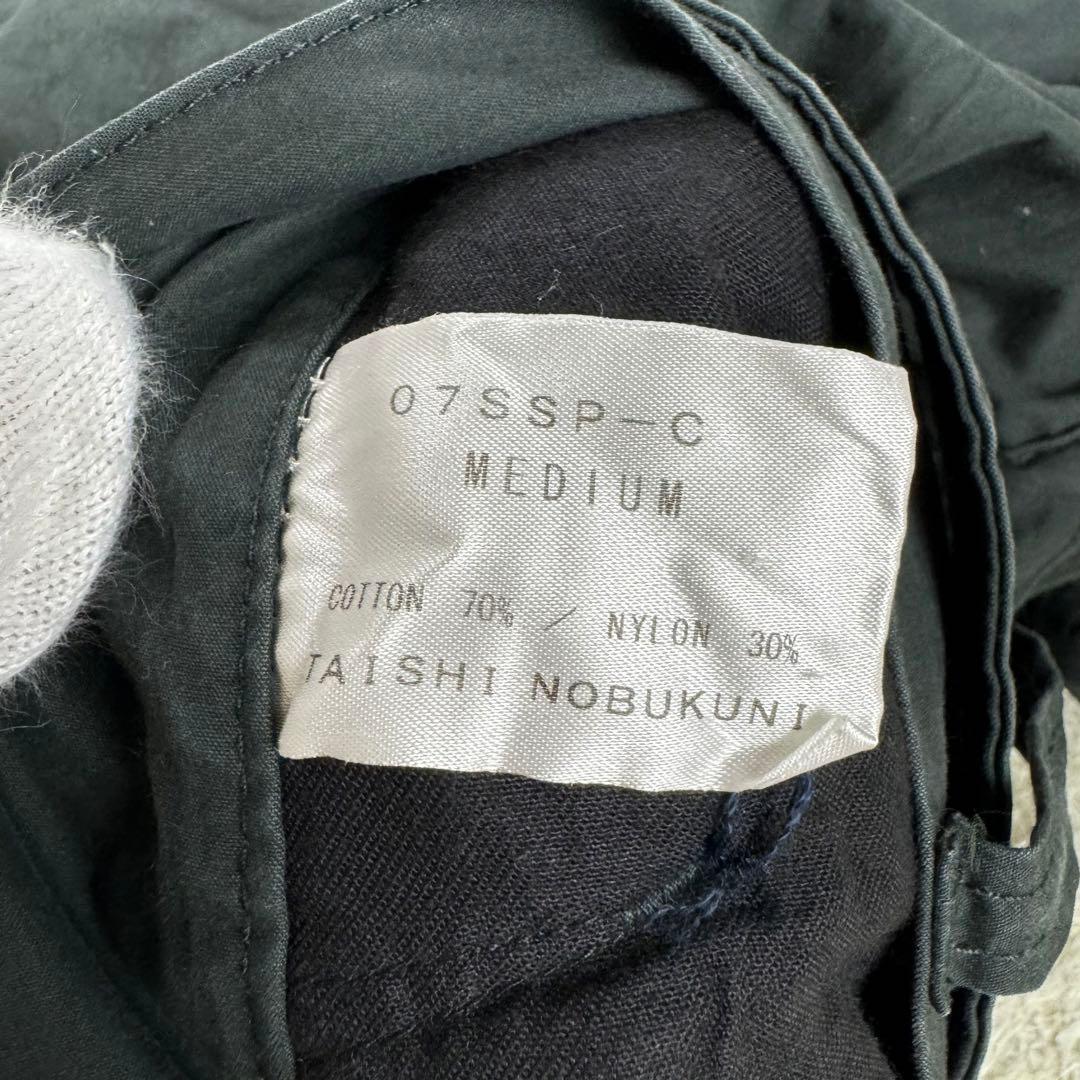 07SSP-C
MEDIUM
COTTON 70% / NYLON 30%
TAISHI NOBUKUNI